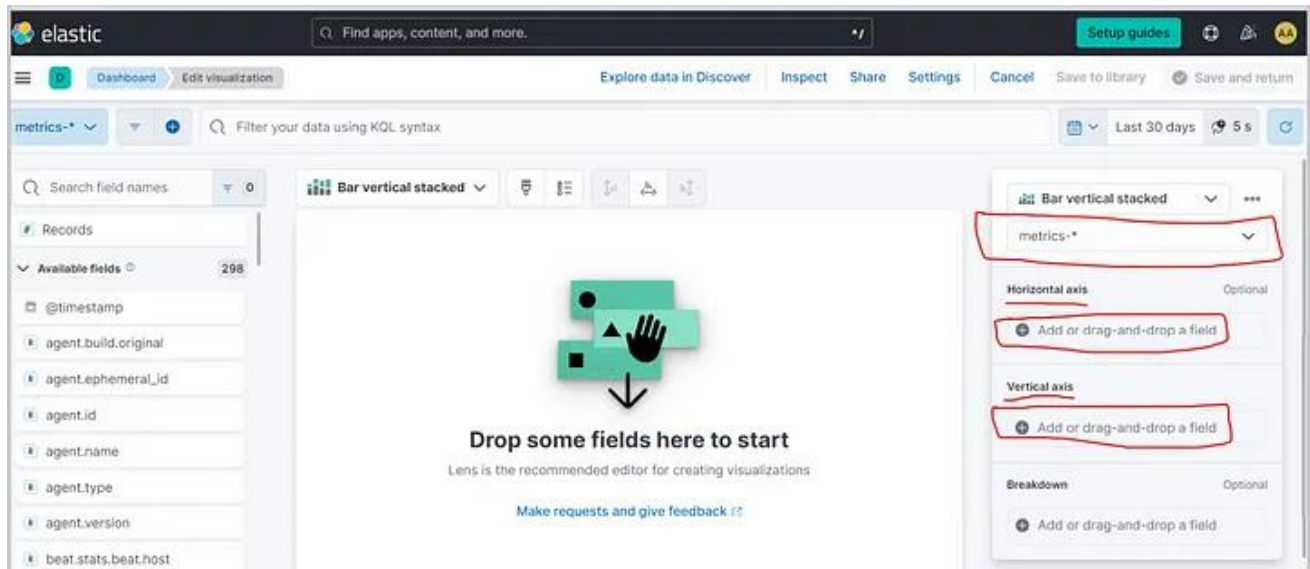 elastic
Find apps, content, and more.
Setup guides
AA
D
Dashboard
Edit visualization
Explore data in Discover
Inspect
Share
Settings
Cancel
Save to library
Save and return
metrics-*
Filter your data using KQL syntax
Last 30 days
5 s
Search field names
0
Bar vertical stacked
Records
Available fields
298
@timestamp
agent.build.original
agent.ephemeral_id
agent.id
agent.name
agent.type
agent.version
beat.stats.beat.host
Drop some fields here to start
Lens is the recommended editor for creating visualizations
Make requests and give feedback
Bar vertical stacked
metrics-*
Horizontal axis
Optional
Add or drag-and-drop a field
Vertical axis
Add or drag-and-drop a field
Breakdown
Optional
Add or drag-and-drop a field